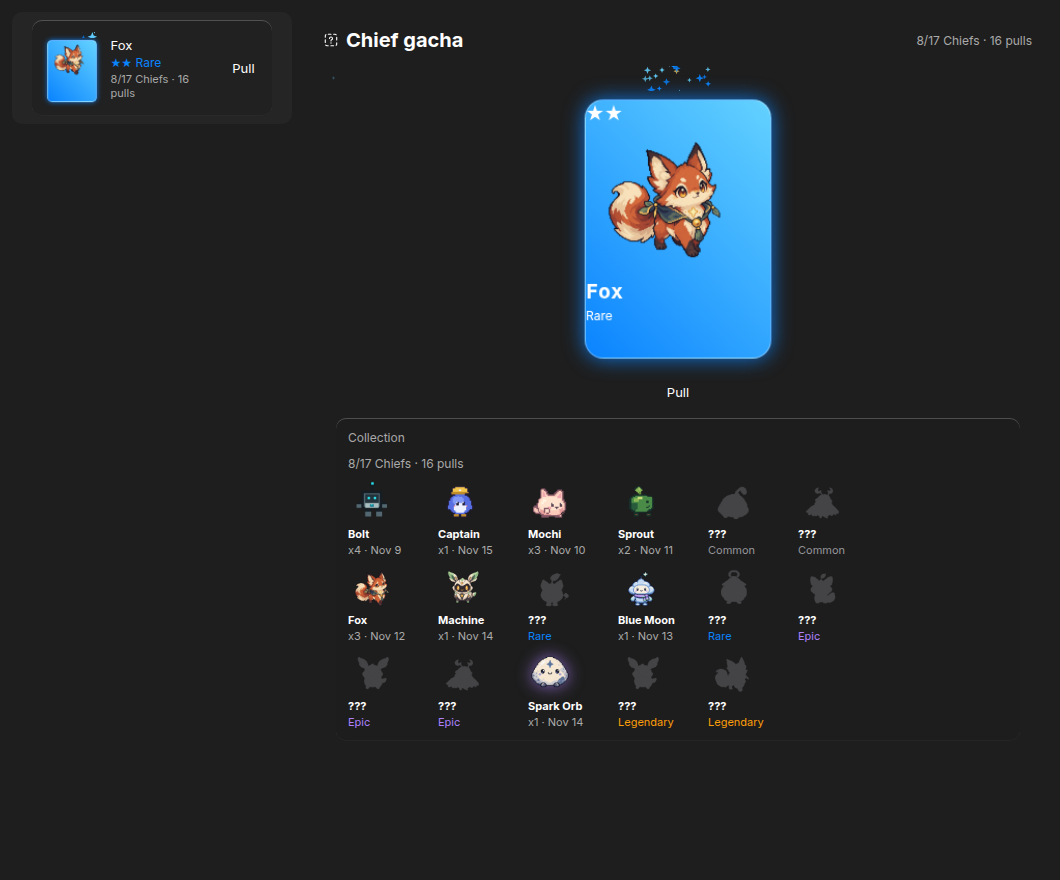 Fox
★★ Rare
8/17 Chiefs · 16
pulls
Pull
Chief gacha
8/17 Chiefs · 16 pulls
★★
Fox
Rare
Pull
Collection
8/17 Chiefs · 16 pulls
Bolt
x4 · Nov 9
Captain
x1 · Nov 15
Mochi
x3 · Nov 10
Sprout
x2 · Nov 11
???
Common
???
Common
Fox
x3 · Nov 12
Machine
x1 · Nov 14
???
Rare
Blue Moon
x1 · Nov 13
???
Rare
???
Epic
???
Epic
???
Epic
Spark Orb
x1 · Nov 14
???
Legendary
???
Legendary